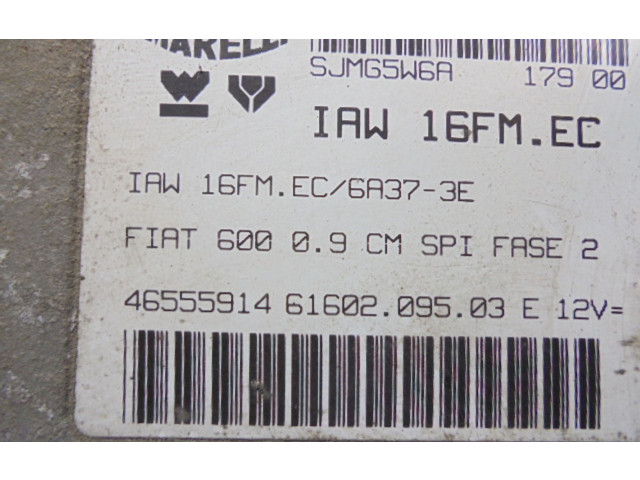 MARELLI
SJMG5W6A 179 00
IAW 16FM.EC
IAW 16FM.EC/6A37-3E
FIAT 600 0.9 CM SPI FASE 2
46555914 61602.095.03 E 12V=